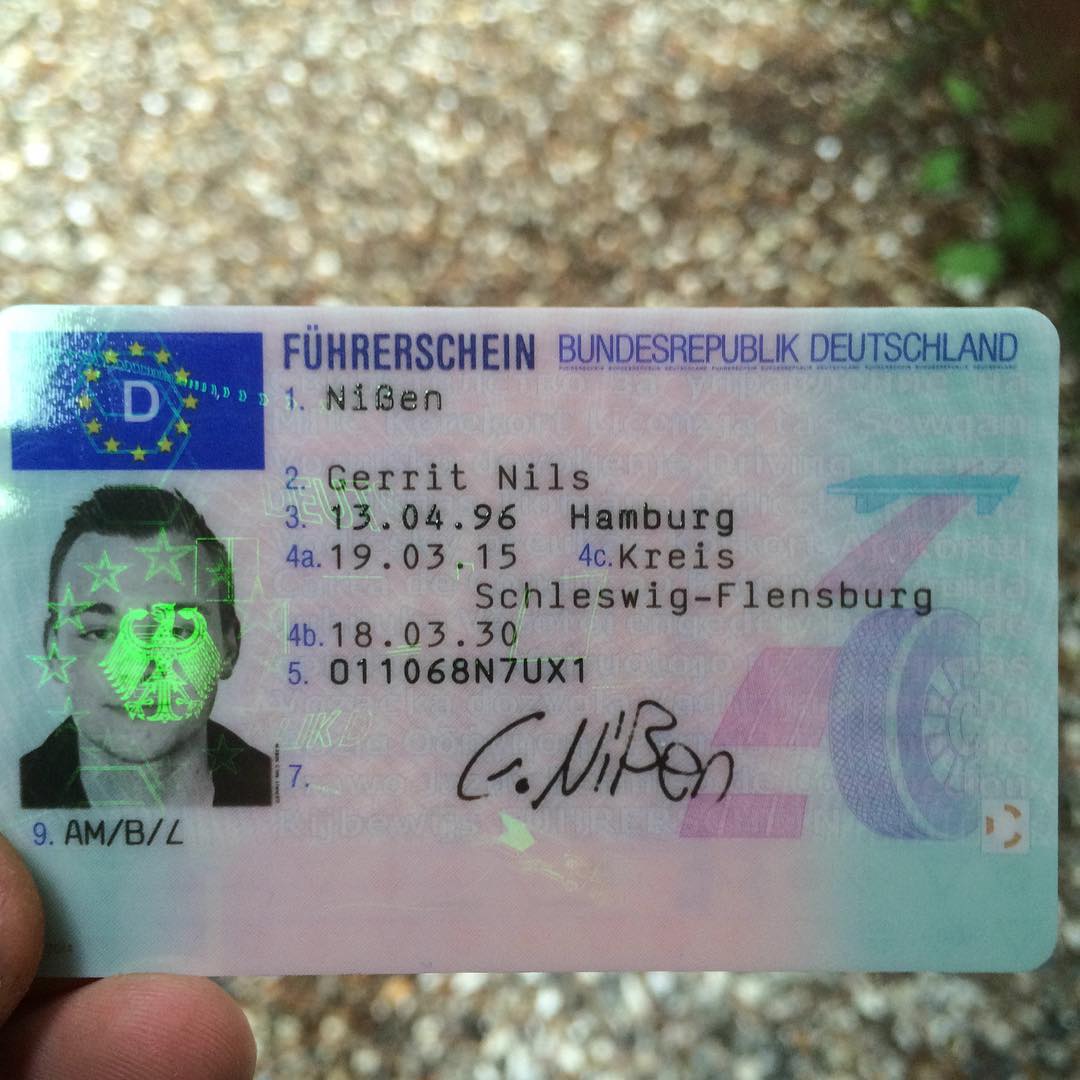 FÜHRERSCHEIN BUNDESREPUBLIK DEUTSCHLAND
D
1. Nißen
2. Gerrit Nils
3. 13.04.96 Hamburg
4a. 19.03.15 4c. Kreis
Schleswig-Flensburg
4b. 18.03.30
5. 011068N7UX1
7. G. Nißen
9. AM/B/L